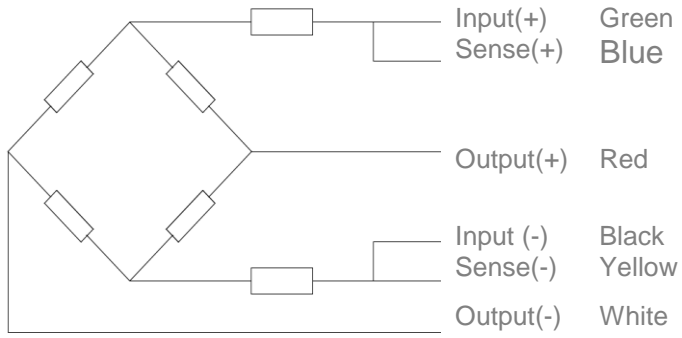 Input(+) Green
Sense(+) Blue
Output(+) Red
Input (-) Black
Sense(-) Yellow
Output(-) White